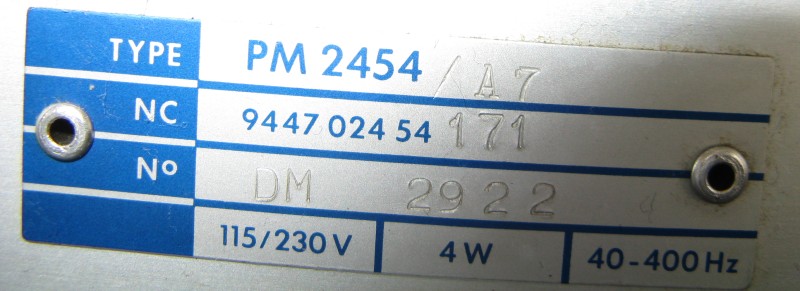 TYPE PM 2454 /A7
NC 9447 024 54 171
No DM 2922
115/230 V 4 W 40-400 Hz